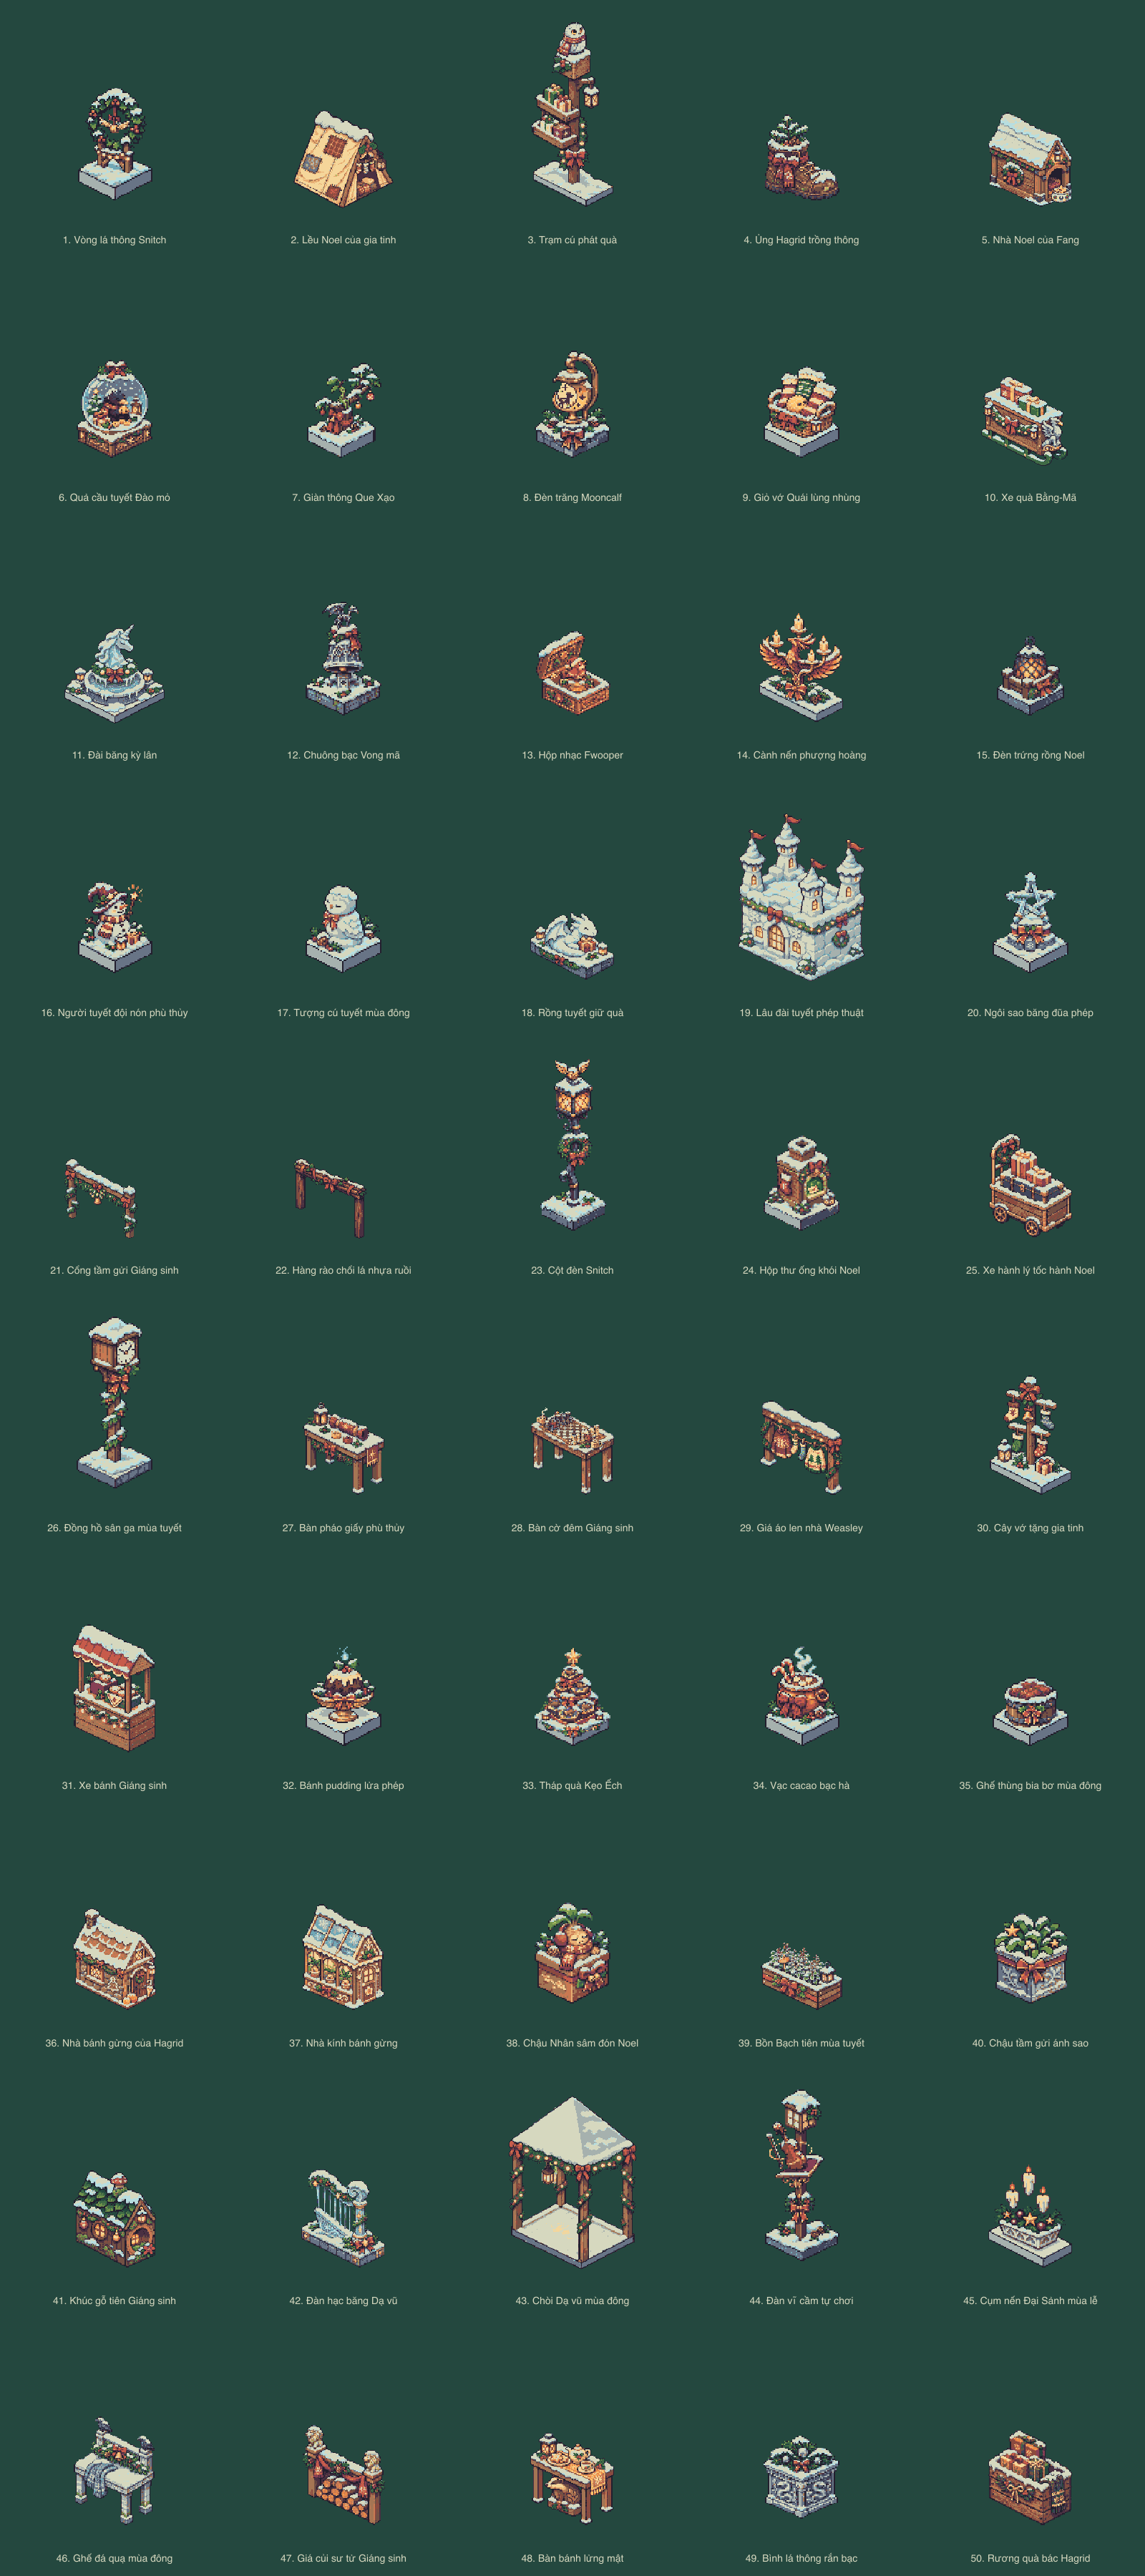 1. Vòng lá thông Snitch
2. Lều Noel của gia tinh
3. Trạm cú phát quà
4. Ủng Hagrid trồng thông
5. Nhà Noel của Fang
6. Quả cầu tuyết Đào mỏ
7. Giàn thông Que Xạo
8. Đèn trăng Mooncalf
9. Giỏ vớ Quái lùng nhùng
10. Xe quà Bằng-Mã
11. Đài băng kỳ lân
12. Chuông bạc Vong mã
13. Hộp nhạc Fwooper
14. Cành nến phượng hoàng
15. Đèn trứng rồng Noel
16. Người tuyết đội nón phù thủy
17. Tượng cú tuyết mùa đông
18. Rồng tuyết giữ quà
19. Lâu đài tuyết phép thuật
20. Ngôi sao băng đũa phép
21. Cổng tầm gửi Giáng sinh
22. Hàng rào chổi lá nhựa ruồi
23. Cột đèn Snitch
24. Hộp thư ống khói Noel
25. Xe hành lý tốc hành Noel
26. Đồng hồ sân ga mùa tuyết
27. Bàn pháo giấy phù thủy
28. Bàn cờ đêm Giáng sinh
29. Giá áo len nhà Weasley
30. Cây vớ tặng gia tinh
31. Xe bánh Giáng sinh
32. Bánh pudding lửa phép
33. Tháp quà Kẹo Ếch
34. Vạc cacao bạc hà
35. Ghế thùng bia bơ mùa đông
36. Nhà bánh gừng của Hagrid
37. Nhà kính bánh gừng
38. Chậu Nhân sâm đón Noel
39. Bồn Bạch tiên mùa tuyết
40. Chậu tầm gửi ánh sao
41. Khúc gỗ tiên Giáng sinh
42. Đàn hạc băng Dạ vũ
43. Chòi Dạ vũ mùa đông
44. Đàn vĩ cầm tự chơi
45. Cụm nến Đại Sảnh mùa lễ
46. Ghế đá quạ mùa đông
47. Giá củi sư tử Giáng sinh
48. Bàn bánh lửng mật
49. Bình lá thông rắn bạc
50. Rương quà bác Hagrid